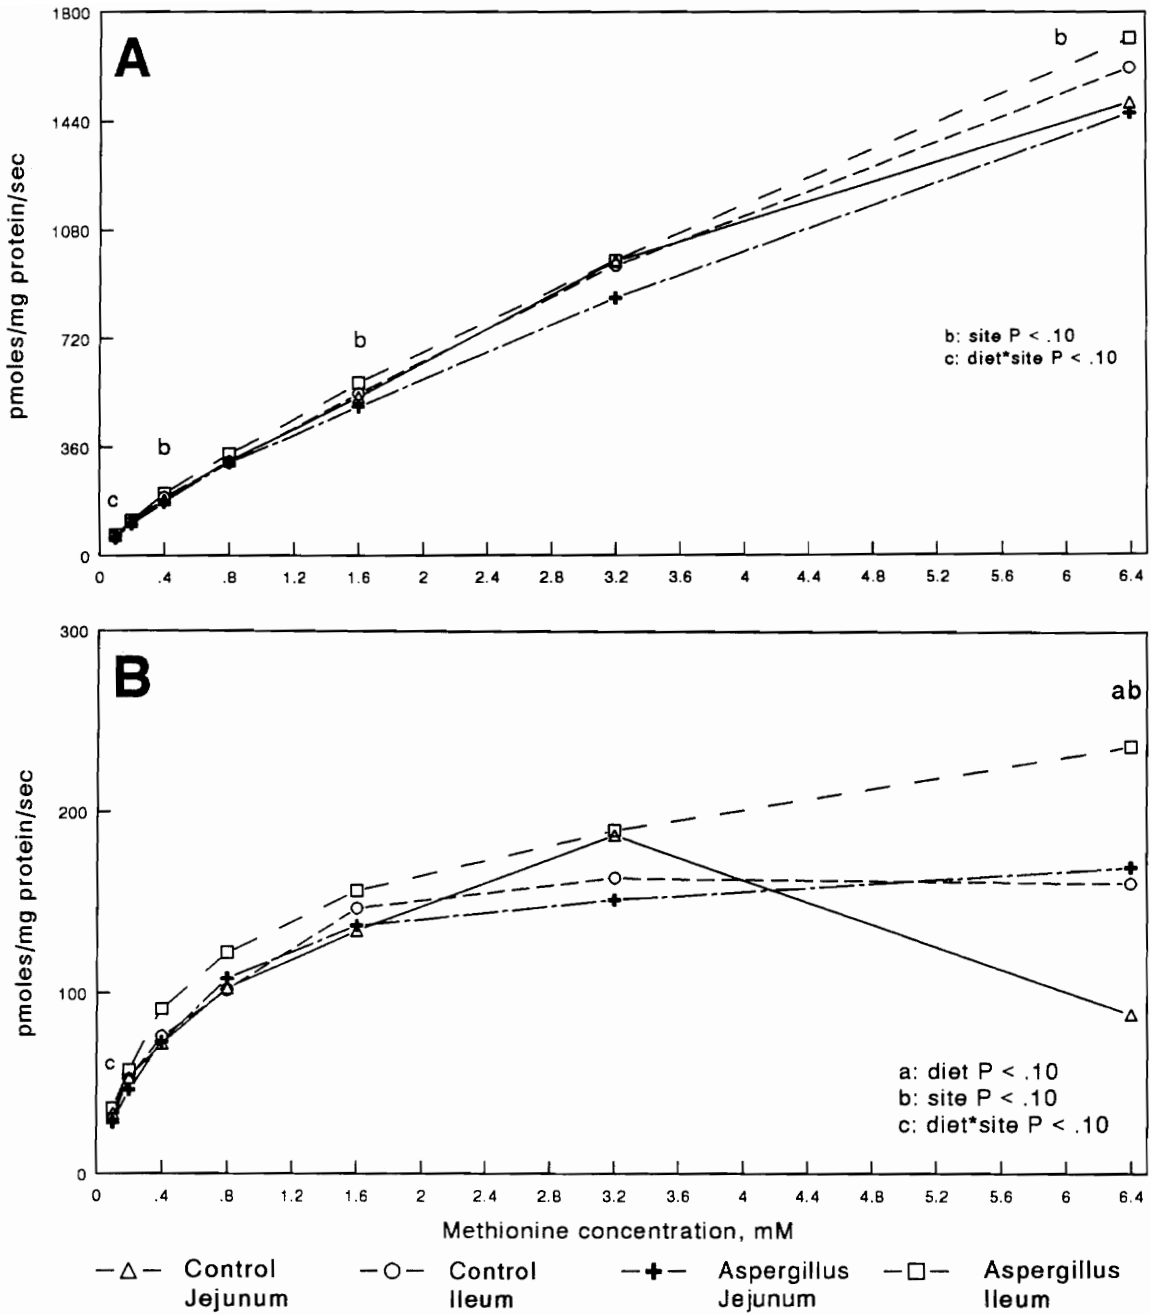 1800
A
b
1440
1080
pmoles/mg protein/sec
720
b
b: site P < .10
c: diet*site P < .10
b
360
c
0
0 .4 .8 1.2 1.6 2 2.4 2.8 3.2 3.6 4 4.4 4.8 5.2 5.6 6 6.4
300
B
ab
200
pmoles/mg protein/sec
100
c
a: diet P < .10
b: site P < .10
c: diet*site P < .10
0
0 .4 .8 1.2 1.6 2 2.4 2.8 3.2 3.6 4 4.4 4.8 5.2 5.6 6 6.4
Methionine concentration, mM
Control Control Aspergillus Aspergillus
Jejunum Ileum Jejunum Ileum